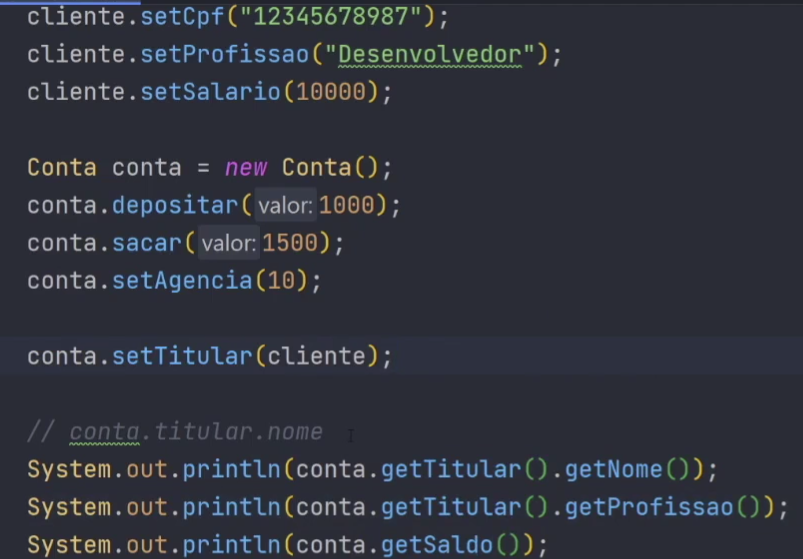 cliente.setCpf("12345678987");
cliente.setProfissao("Desenvolvedor");
cliente.setSalario(10000);
Conta conta = new Conta();
conta.depositar(valor:1000);
conta.sacar(valor:1500);
conta.setAgencia(10);
conta.setTitular(cliente);
// conta.titular.nome
System.out.println(conta.getTitular().getNome());
System.out.println(conta.getTitular().getProfissao());
System.out.println(conta.getSaldo());